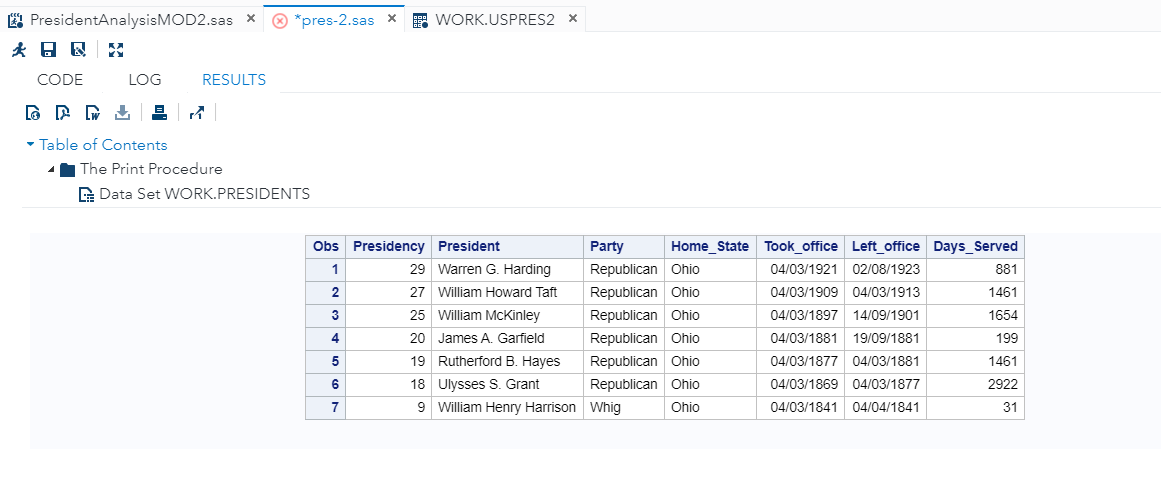 PresidentAnalysisMOD2.sas × *pres-2.sas × WORK.USPRES2 ×
CODE LOG RESULTS
Table of Contents
The Print Procedure
Data Set WORK.PRESIDENTS
Obs Presidency President Party Home_State Took_office Left_office Days_Served
1 29 Warren G. Harding Republican Ohio 04/03/1921 02/08/1923 881
2 27 William Howard Taft Republican Ohio 04/03/1909 04/03/1913 1461
3 25 William McKinley Republican Ohio 04/03/1897 14/09/1901 1654
4 20 James A. Garfield Republican Ohio 04/03/1881 19/09/1881 199
5 19 Rutherford B. Hayes Republican Ohio 04/03/1877 04/03/1881 1461
6 18 Ulysses S. Grant Republican Ohio 04/03/1869 04/03/1877 2922
7 9 William Henry Harrison Whig Ohio 04/03/1841 04/04/1841 31